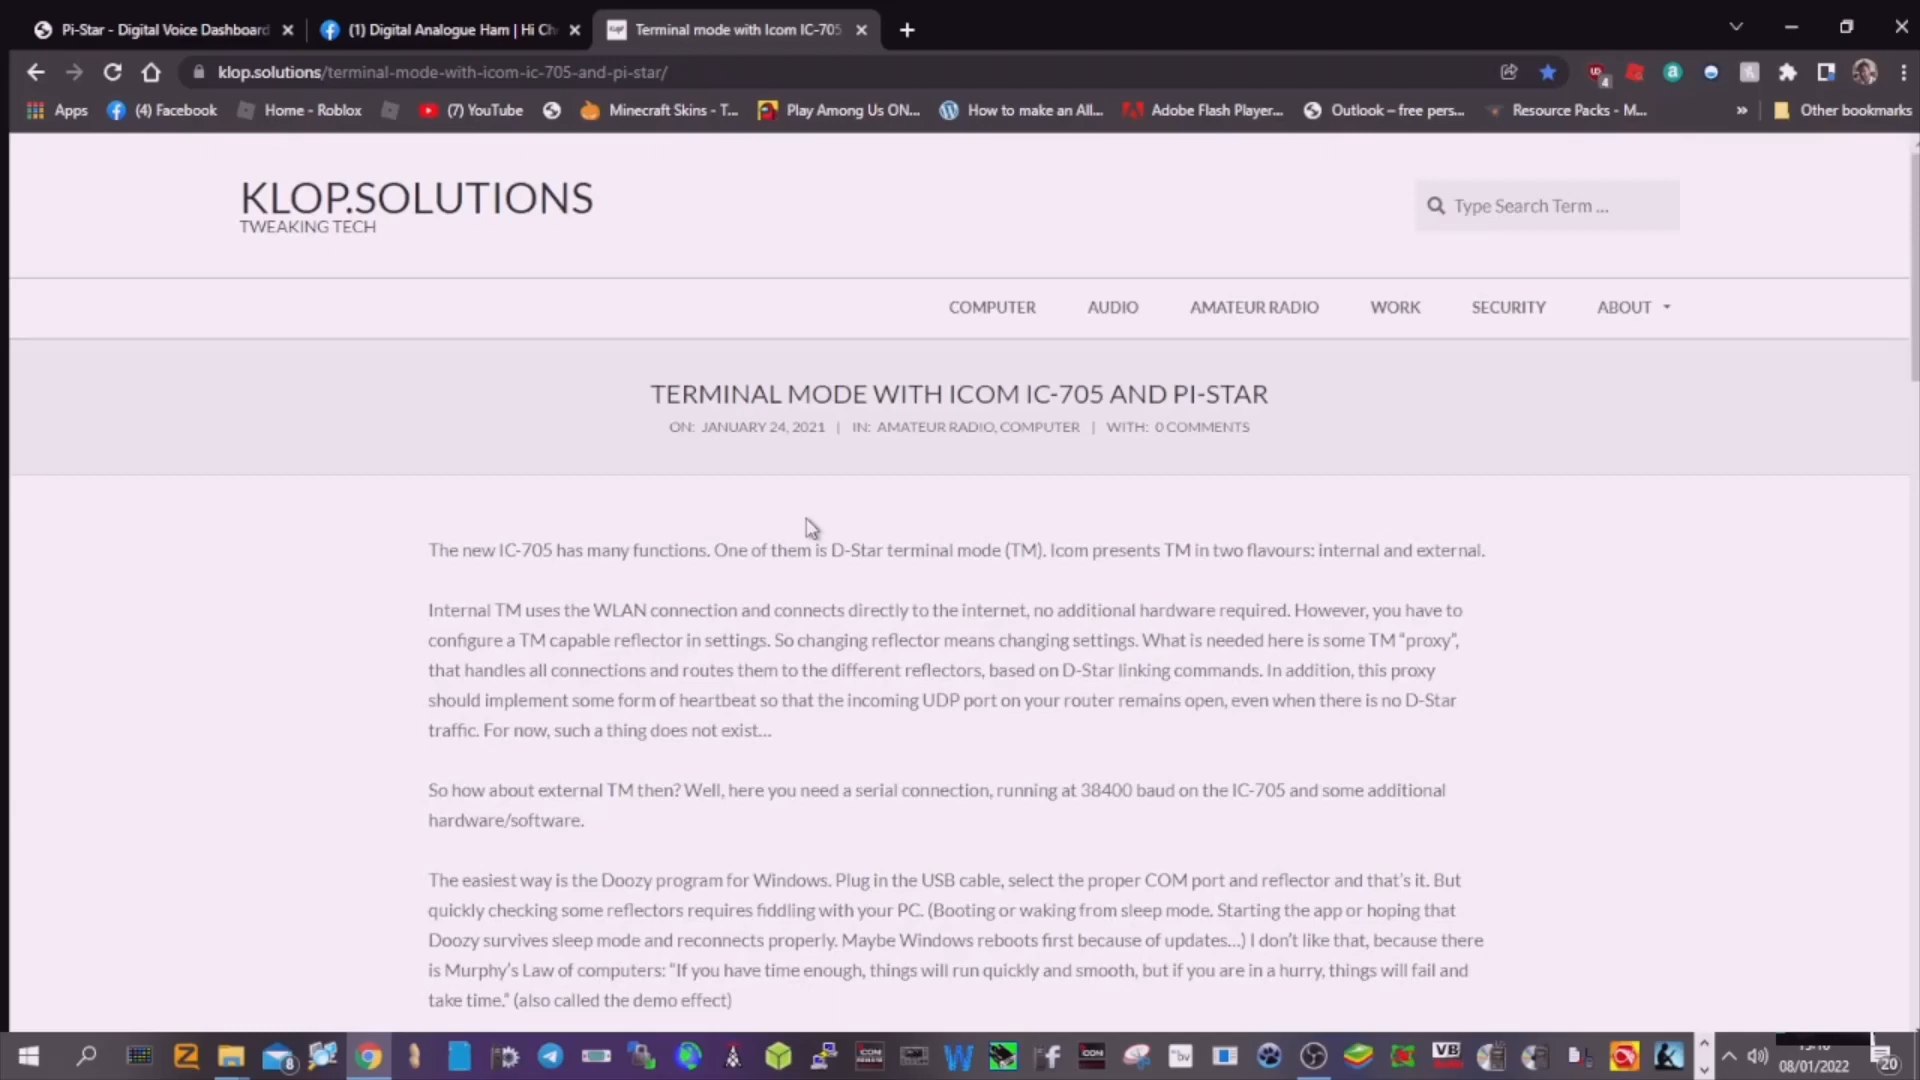 Pi-Star - Digital Voice Dashboard
(1) Digital Analogue Ham | Hi Ch
Terminal mode with Icom IC-705
klop.solutions/terminal-mode-with-icom-ic-705-and-pi-star/
4
Apps
(4) Facebook
Home - Roblox
(7) YouTube
Minecraft Skins - T...
Play Among Us ON...
How to make an All...
Adobe Flash Player...
Outlook – free pers...
Resource Packs - M...
»
Other bookmarks
KLOP.SOLUTIONS
TWEAKING TECH
Type Search Term ...
COMPUTER AUDIO AMATEUR RADIO WORK SECURITY ABOUT
TERMINAL MODE WITH ICOM IC-705 AND PI-STAR
ON: JANUARY 24, 2021 | IN: AMATEUR RADIO, COMPUTER | WITH: 0 COMMENTS
The new IC-705 has many functions. One of them is D-Star terminal mode (TM). Icom presents TM in two flavours: internal and external.
Internal TM uses the WLAN connection and connects directly to the internet, no additional hardware required. However, you have to
configure a TM capable reflector in settings. So changing reflector means changing settings. What is needed here is some TM “proxy”,
that handles all connections and routes them to the different reflectors, based on D-Star linking commands. In addition, this proxy
should implement some form of heartbeat so that the incoming UDP port on your router remains open, even when there is no D-Star
traffic. For now, such a thing does not exist…
So how about external TM then? Well, here you need a serial connection, running at 38400 baud on the IC-705 and some additional
hardware/software.
The easiest way is the Doozy program for Windows. Plug in the USB cable, select the proper COM port and reflector and that’s it. But
quickly checking some reflectors requires fiddling with your PC. (Booting or waking from sleep mode. Starting the app or hoping that
Doozy survives sleep mode and reconnects properly. Maybe Windows reboots first because of updates…) I don’t like that, because there
is Murphy’s Law of computers: “If you have time enough, things will run quickly and smooth, but if you are in a hurry, things will fail and
take time.” (also called the demo effect)
8
08/01/2022
20